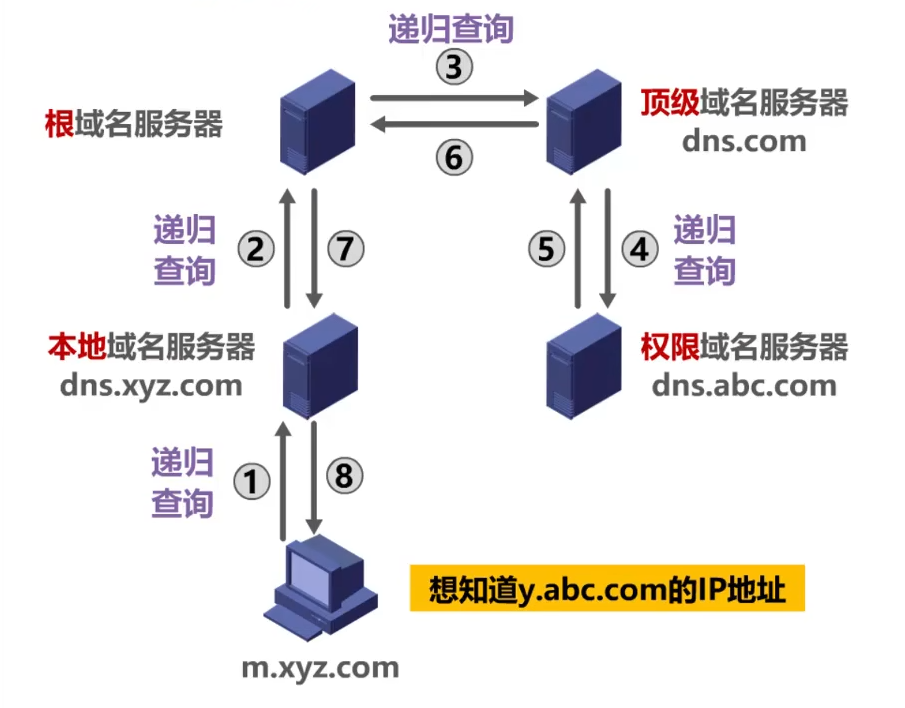 递归查询
③
根域名服务器
顶级域名服务器
dns.com
⑥
递归
查询
②
⑦
⑤
④
递归
查询
本地域名服务器
dns.xyz.com
权限域名服务器
dns.abc.com
递归
查询
①
⑧
想知道y.abc.com的IP地址
m.xyz.com